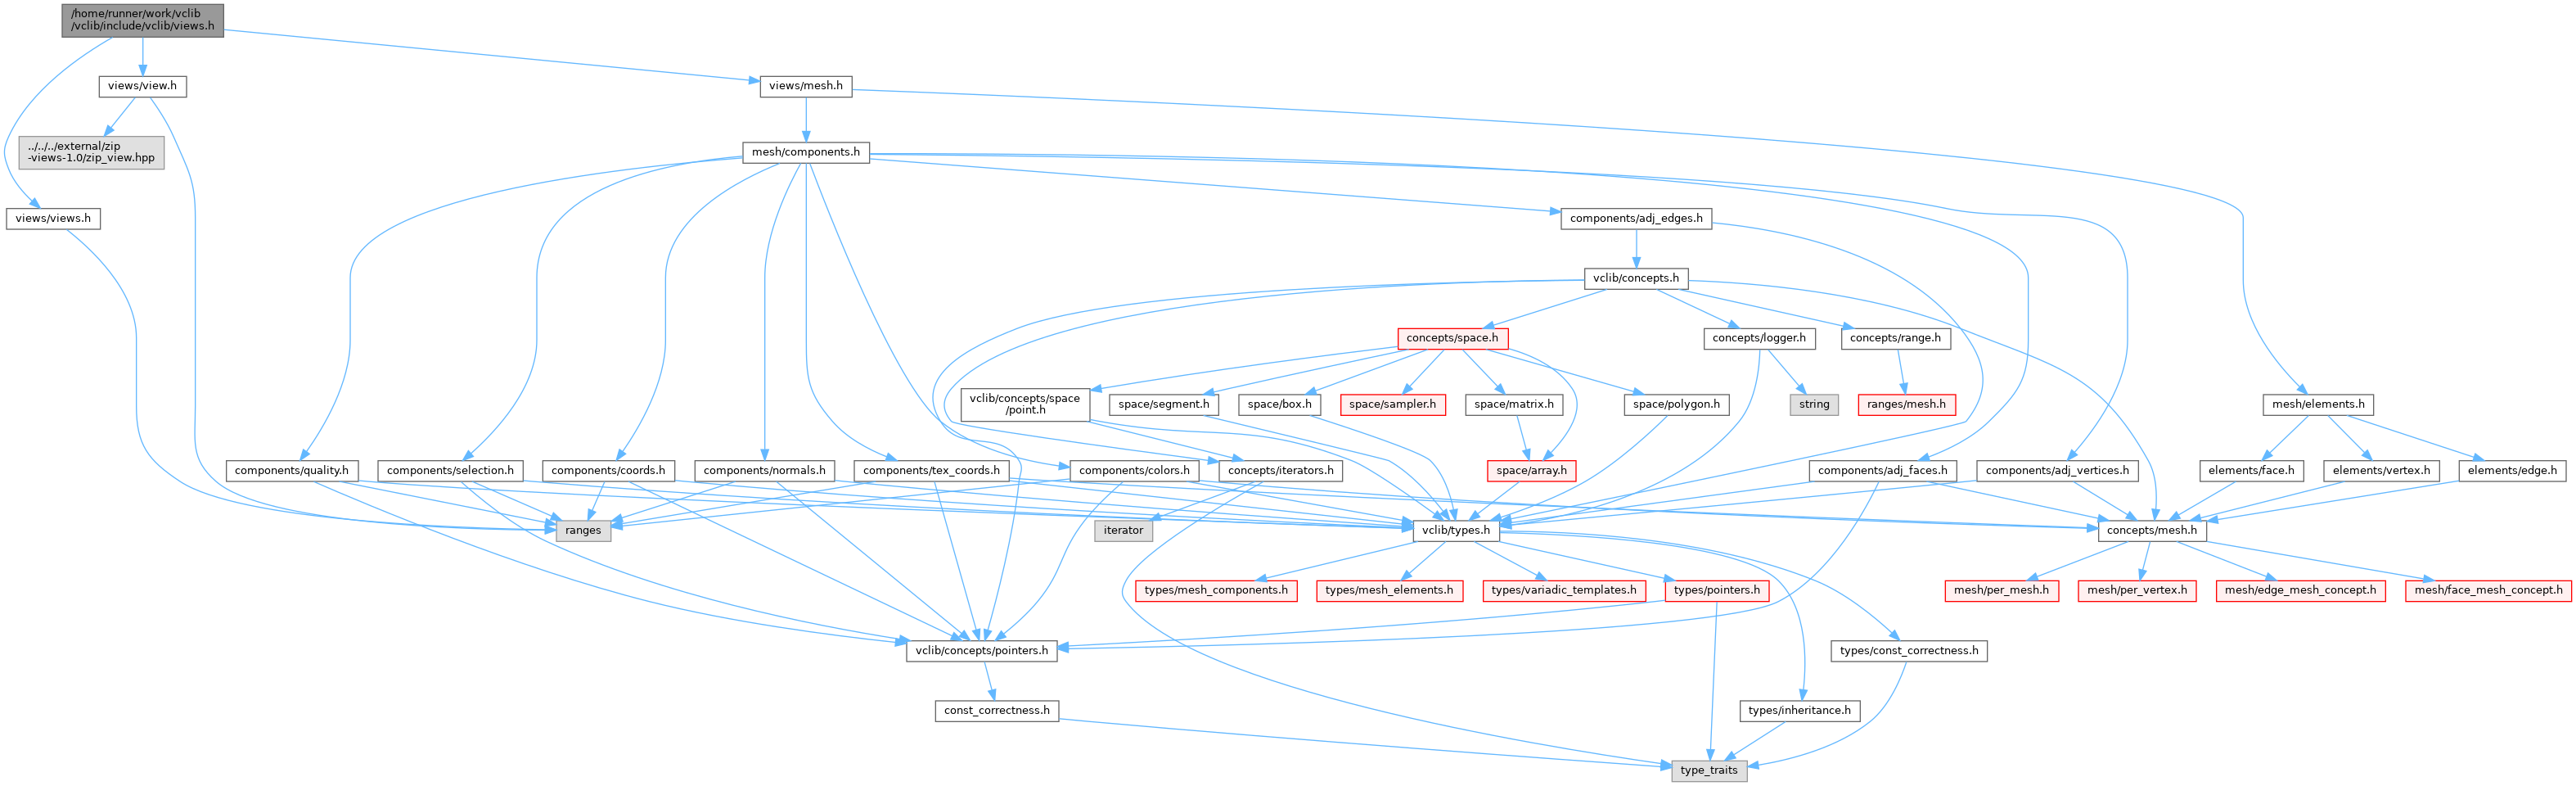 /home/runner/work/vclib
/vclib/include/vclib/views.h
views/view.h
views/mesh.h
../../../external/zip
-views-1.0/zip_view.hpp
mesh/components.h
views/views.h
components/adj_edges.h
vclib/concepts.h
concepts/space.h
concepts/logger.h
concepts/range.h
vclib/concepts/space
/point.h
space/segment.h
space/box.h
space/sampler.h
space/matrix.h
space/polygon.h
string
ranges/mesh.h
mesh/elements.h
components/quality.h
components/selection.h
components/coords.h
components/normals.h
components/tex_coords.h
components/colors.h
concepts/iterators.h
space/array.h
components/adj_faces.h
components/adj_vertices.h
elements/face.h
elements/vertex.h
elements/edge.h
ranges
iterator
vclib/types.h
concepts/mesh.h
types/mesh_components.h
types/mesh_elements.h
types/variadic_templates.h
types/pointers.h
mesh/per_mesh.h
mesh/per_vertex.h
mesh/edge_mesh_concept.h
mesh/face_mesh_concept.h
vclib/concepts/pointers.h
types/const_correctness.h
const_correctness.h
types/inheritance.h
type_traits